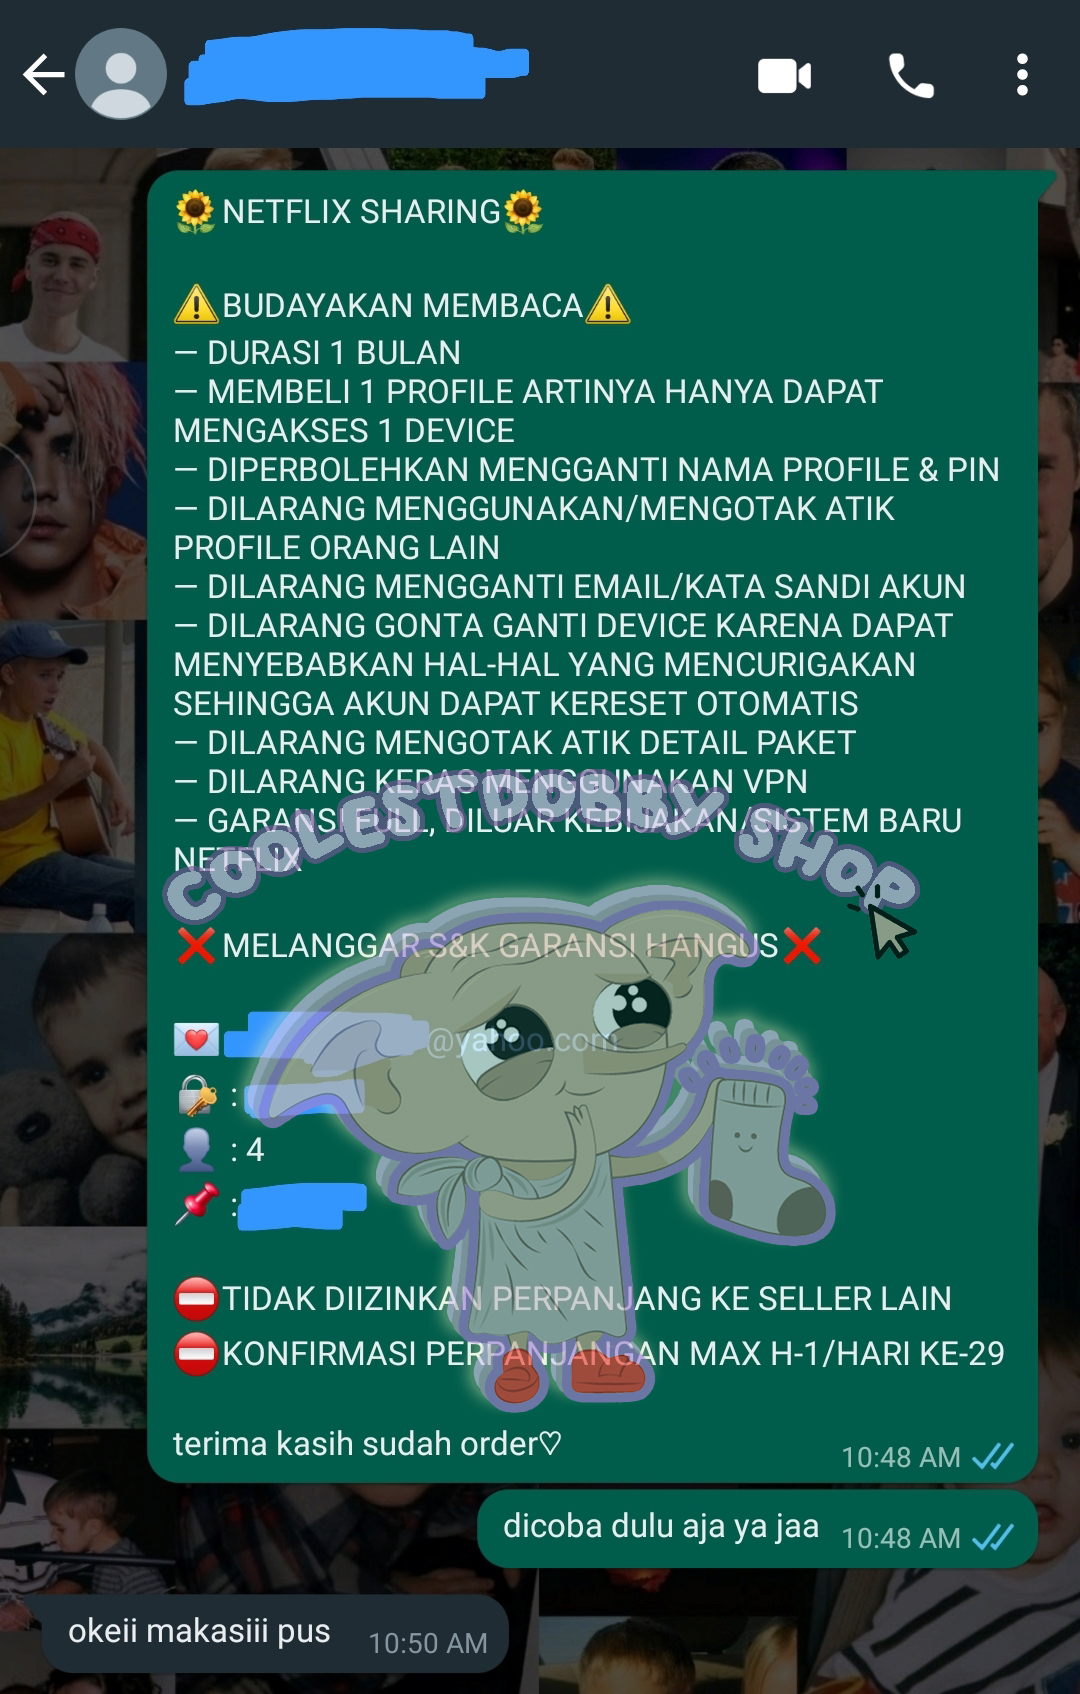 🌻NETFLIX SHARING🌻
⚠️BUDAYAKAN MEMBACA⚠️
— DURASI 1 BULAN
— MEMBELI 1 PROFILE ARTINYA HANYA DAPAT
MENGAKSES 1 DEVICE
— DIPERBOLEHKAN MENGGANTI NAMA PROFILE & PIN
— DILARANG MENGGUNAKAN/MENGOTAK ATIK
PROFILE ORANG LAIN
— DILARANG MENGGANTI EMAIL/KATA SANDI AKUN
— DILARANG GONTA GANTI DEVICE KARENA DAPAT
MENYEBABKAN HAL-HAL YANG MENCURIGAKAN
SEHINGGA AKUN DAPAT KERESET OTOMATIS
— DILARANG MENGOTAK ATIK DETAIL PAKET
— DILARANG KERAS MENGGUNAKAN VPN
— GARANSI FULL, DILUAR KEBIJAKAN/SISTEM BARU
NETFLIX
COOLESTDOBBY SHOP
❌MELANGGAR S&K GARANSI HANGUS❌
💌 @yahoo.com
🔐 :
👤 : 4
📌 :
⛔TIDAK DIIZINKAN PERPANJANG KE SELLER LAIN
⛔KONFIRMASI PERPANJANGAN MAX H-1/HARI KE-29
terima kasih sudah order♡
10:48 AM
dicoba dulu aja ya jaa
10:48 AM
okeii makasiii pus
10:50 AM